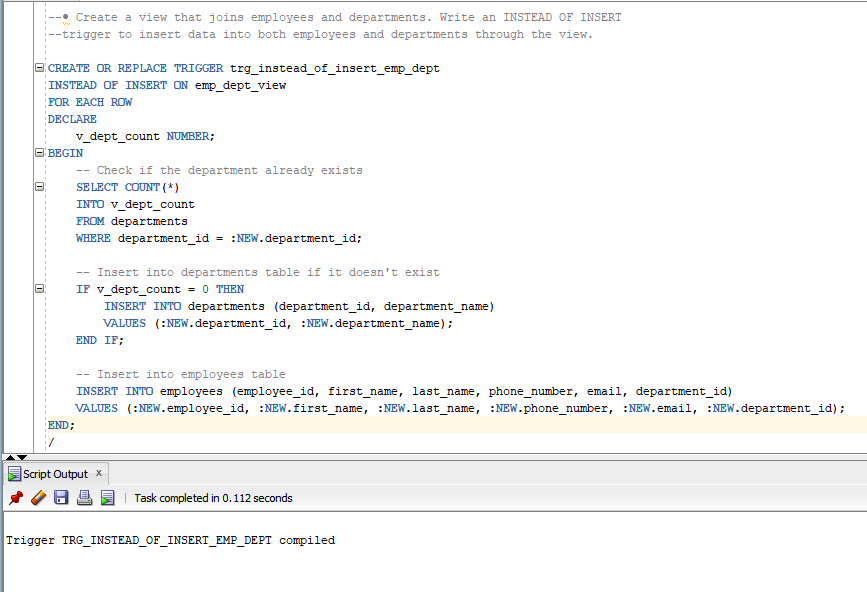 --● Create a view that joins employees and departments. Write an INSTEAD OF INSERT
--trigger to insert data into both employees and departments through the view.
CREATE OR REPLACE TRIGGER trg_instead_of_insert_emp_dept
INSTEAD OF INSERT ON emp_dept_view
FOR EACH ROW
DECLARE
    v_dept_count NUMBER;
BEGIN
    -- Check if the department already exists
    SELECT COUNT(*)
    INTO v_dept_count
    FROM departments
    WHERE department_id = :NEW.department_id;
    -- Insert into departments table if it doesn't exist
    IF v_dept_count = 0 THEN
        INSERT INTO departments (department_id, department_name)
        VALUES (:NEW.department_id, :NEW.department_name);
    END IF;
    -- Insert into employees table
    INSERT INTO employees (employee_id, first_name, last_name, phone_number, email, department_id)
    VALUES (:NEW.employee_id, :NEW.first_name, :NEW.last_name, :NEW.phone_number, :NEW.email, :NEW.department_id);
END;
/
Script Output x
Task completed in 0.112 seconds
Trigger TRG_INSTEAD_OF_INSERT_EMP_DEPT compiled